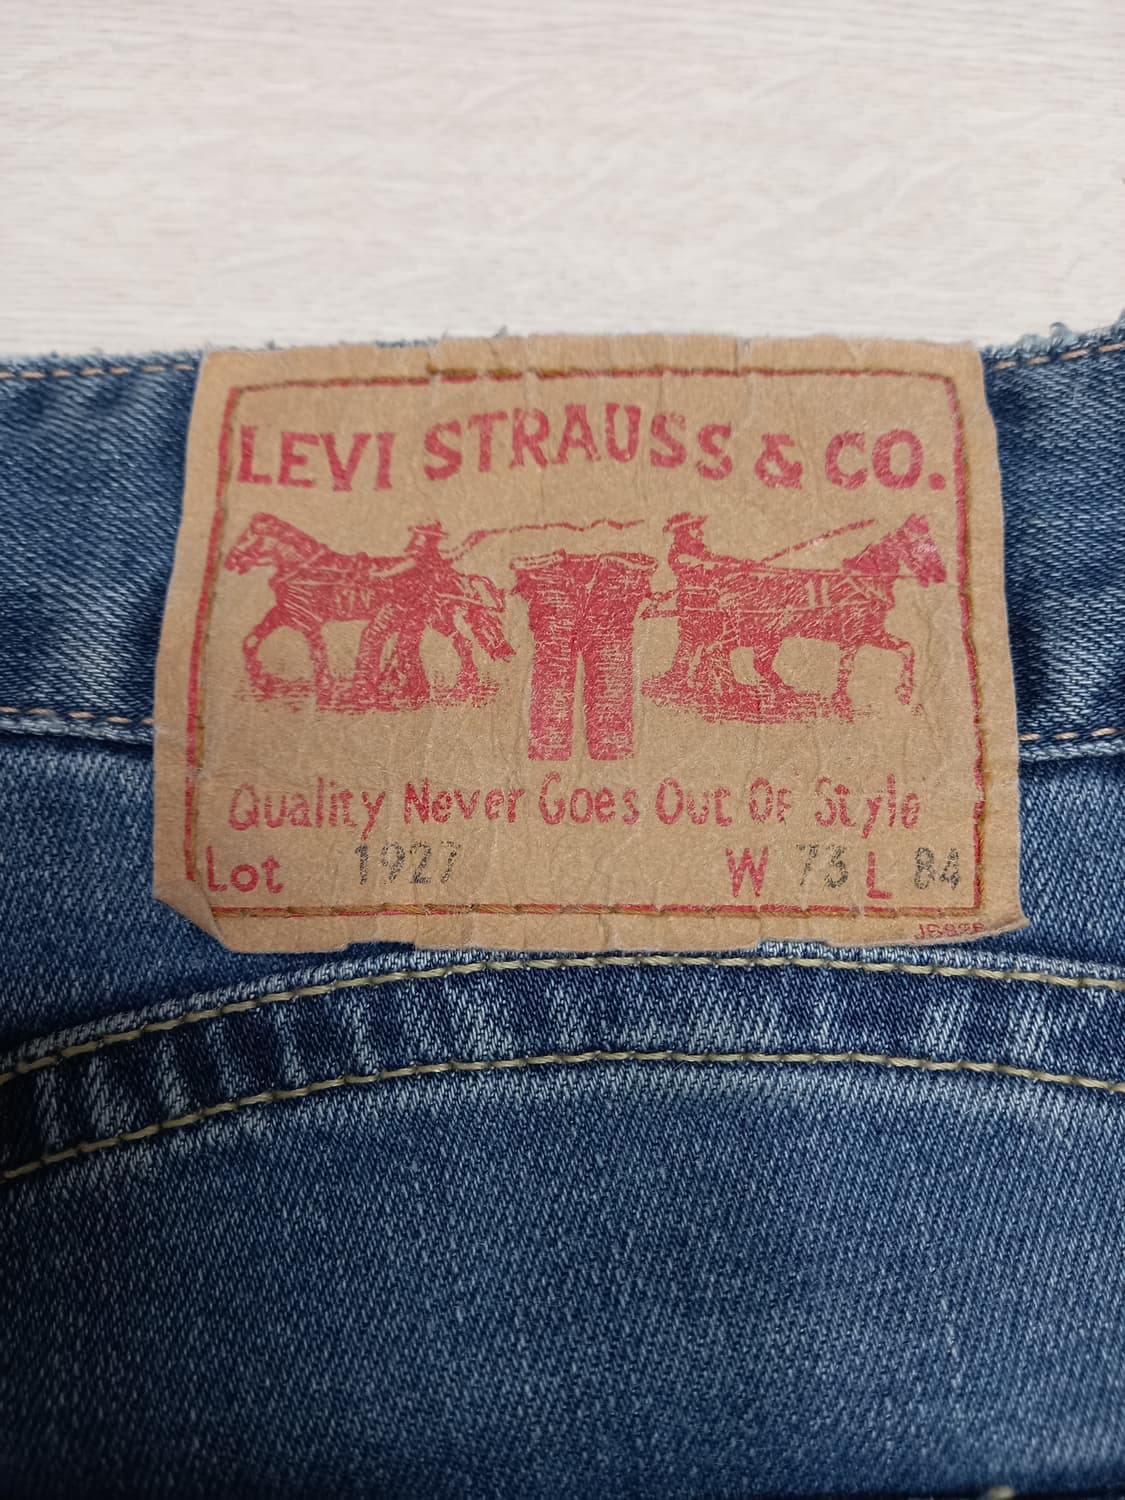 LEVI STRAUSS & CO.
Quality Never Goes Out Of Style
Lot 1927 W 73 L 84